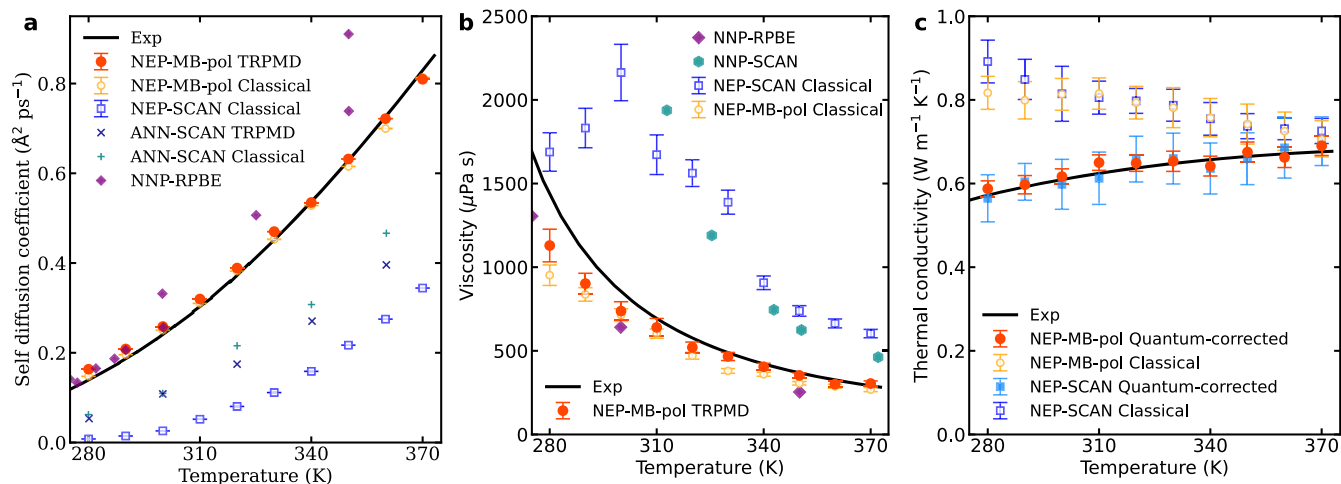 a
Exp
NEP-MB-pol TRPMD
NEP-MB-pol Classical
NEP-SCAN Classical
ANN-SCAN TRPMD
ANN-SCAN Classical
NNP-RPBE
0.8
0.6
0.4
0.2
0.0
280
310
340
370
Self diffusion coefficient (Å² ps⁻¹)
Temperature (K)
b
NNP-RPBE
NNP-SCAN
NEP-SCAN Classical
NEP-MB-pol Classical
2500
2000
1500
1000
500
0
Exp
NEP-MB-pol TRPMD
280
310
340
370
Viscosity (μPa s)
Temperature (K)
c
1.0
0.8
0.6
0.4
0.2
0.0
Exp
NEP-MB-pol Quantum-corrected
NEP-MB-pol Classical
NEP-SCAN Quantum-corrected
NEP-SCAN Classical
280
310
340
370
Thermal conductivity (W m⁻¹ K⁻¹)
Temperature (K)